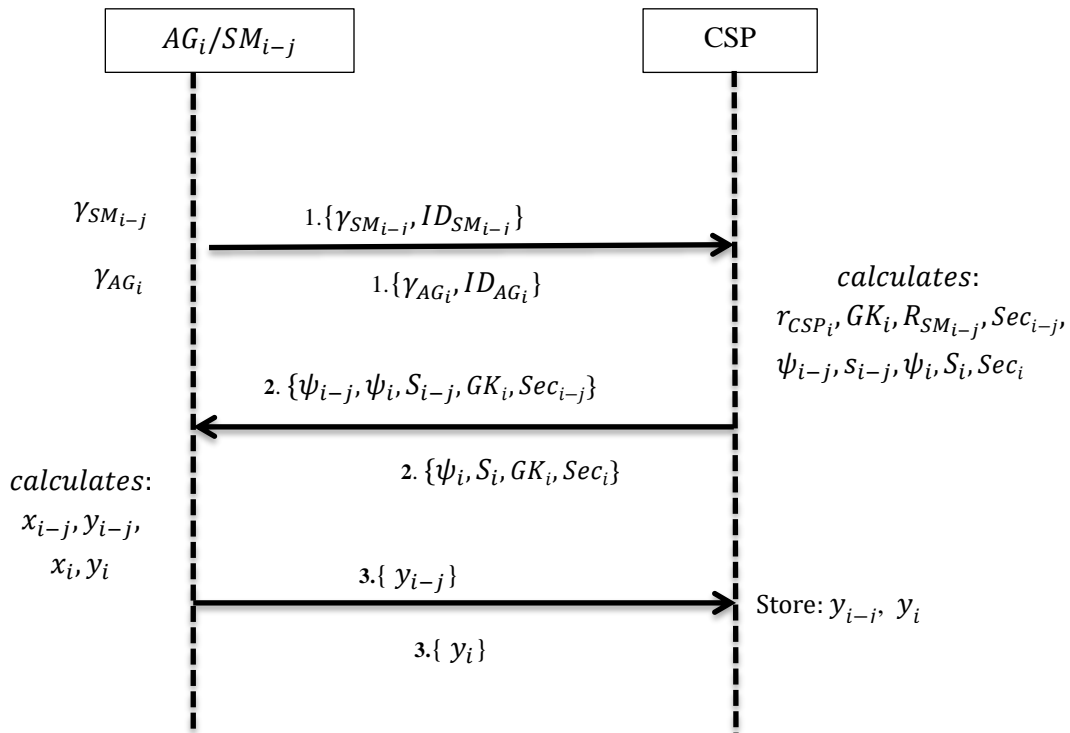 AG_i/SM_{i−j}
CSP
γ_{SM_{i−j}}
1.{γ_{SM_{i−j}}, ID_{SM_{i−j}}}
γ_{AG_i}
1.{γ_{AG_i}, ID_{AG_i}}
calculates:
r_{CSP_i}, GK_i, R_{SM_{i−j}}, Sec_{i−j},
ψ_{i−j}, s_{i−j}, ψ_i, S_i, Sec_i
2. {ψ_{i−j}, ψ_i, S_{i−j}, GK_i, Sec_{i−j}}
2. {ψ_i, S_i, GK_i, Sec_i}
calculates:
x_{i−j}, y_{i−j},
x_i, y_i
3.{ y_{i−j}}
Store: y_{i−j}, y_i
3.{ y_i}